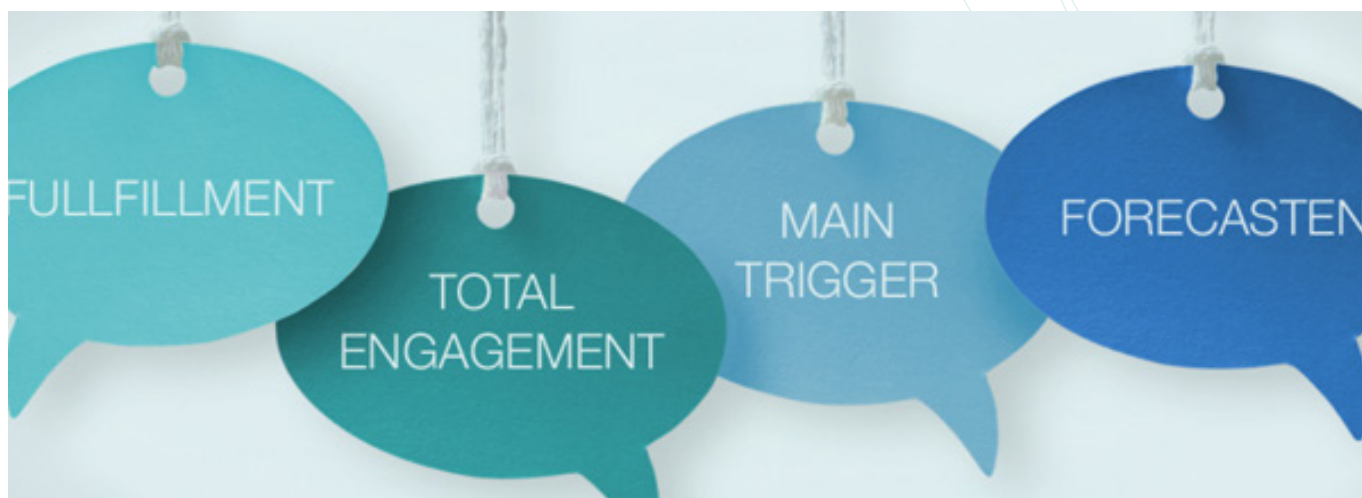 FULLFILLMENT
TOTAL
ENGAGEMENT
MAIN
TRIGGER
FORECASTEN